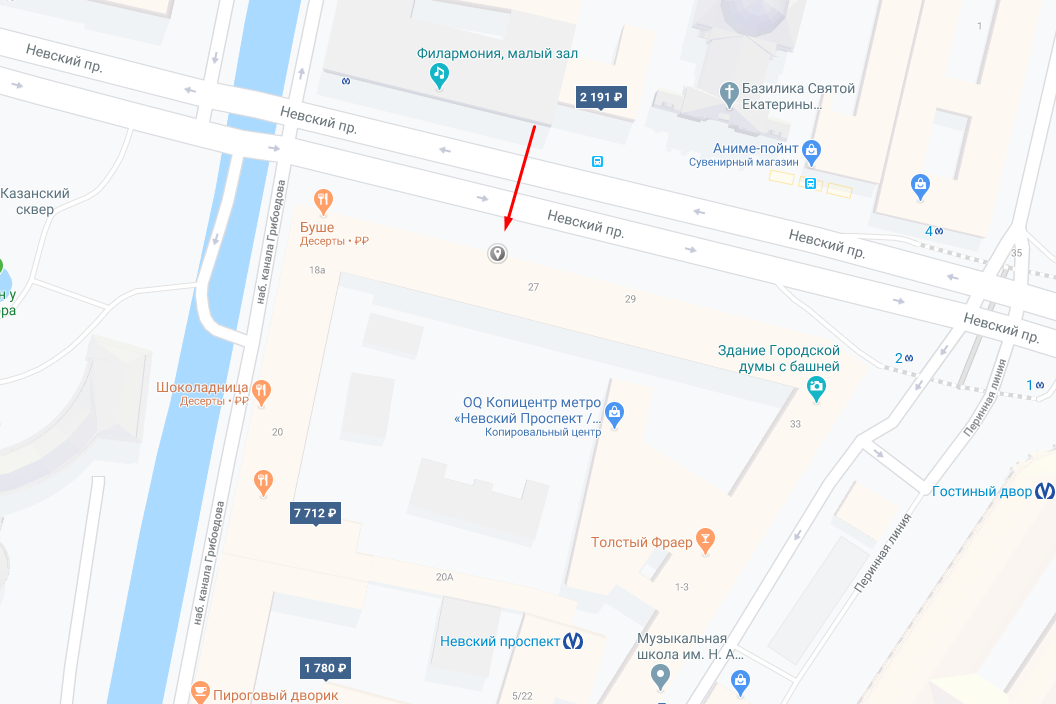 Невский пр.
Филармония, малый зал
2 191 ₽
Базилика Святой
Екатерины...
1
Невский пр.
Аниме-пойнт
Сувенирный магазин
Казанский
сквер
наб. канала Грибоедова
Буше
Десерты • ₽₽
Невский пр.
Невский пр.
4
35
18а
27
29
н у
ора
Невский пр.
Здание Городской
думы с башней
2
1
Шоколадница
Десерты • ₽₽
OQ Копицентр метро
«Невский Проспект /...
Копировальный центр
Перинная линия
20
33
Гостиный двор
7 712 ₽
наб. канала Грибоедова
Толстый Фраер
Перинная линия
20А
1-3
Невский проспект
Музыкальная
школа им. Н. А...
1 780 ₽
Пироговый дворик
5/22